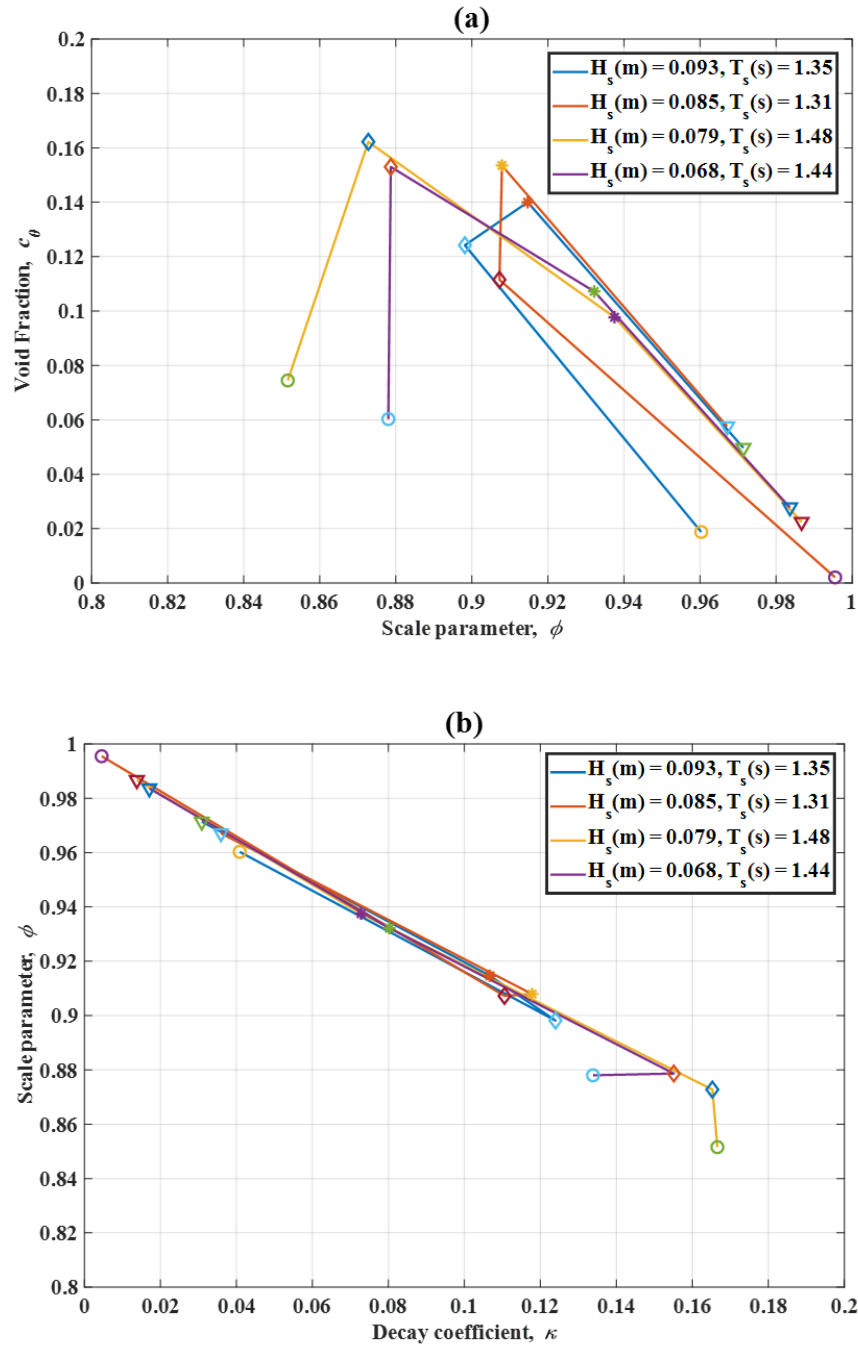 (a)
0.2
0.18
0.16
0.14
0.12
0.1
0.08
0.06
0.04
0.02
0
Void Fraction, c_θ
H_s(m) = 0.093, T_s(s) = 1.35
H_s(m) = 0.085, T_s(s) = 1.31
H_s(m) = 0.079, T_s(s) = 1.48
H_s(m) = 0.068, T_s(s) = 1.44
0.8 0.82 0.84 0.86 0.88 0.9 0.92 0.94 0.96 0.98 1
Scale parameter, ϕ
(b)
1
0.98
0.96
0.94
0.92
0.9
0.88
0.86
0.84
0.82
0.8
Scale parameter, ϕ
H_s(m) = 0.093, T_s(s) = 1.35
H_s(m) = 0.085, T_s(s) = 1.31
H_s(m) = 0.079, T_s(s) = 1.48
H_s(m) = 0.068, T_s(s) = 1.44
0 0.02 0.04 0.06 0.08 0.1 0.12 0.14 0.16 0.18 0.2
Decay coefficient, κ